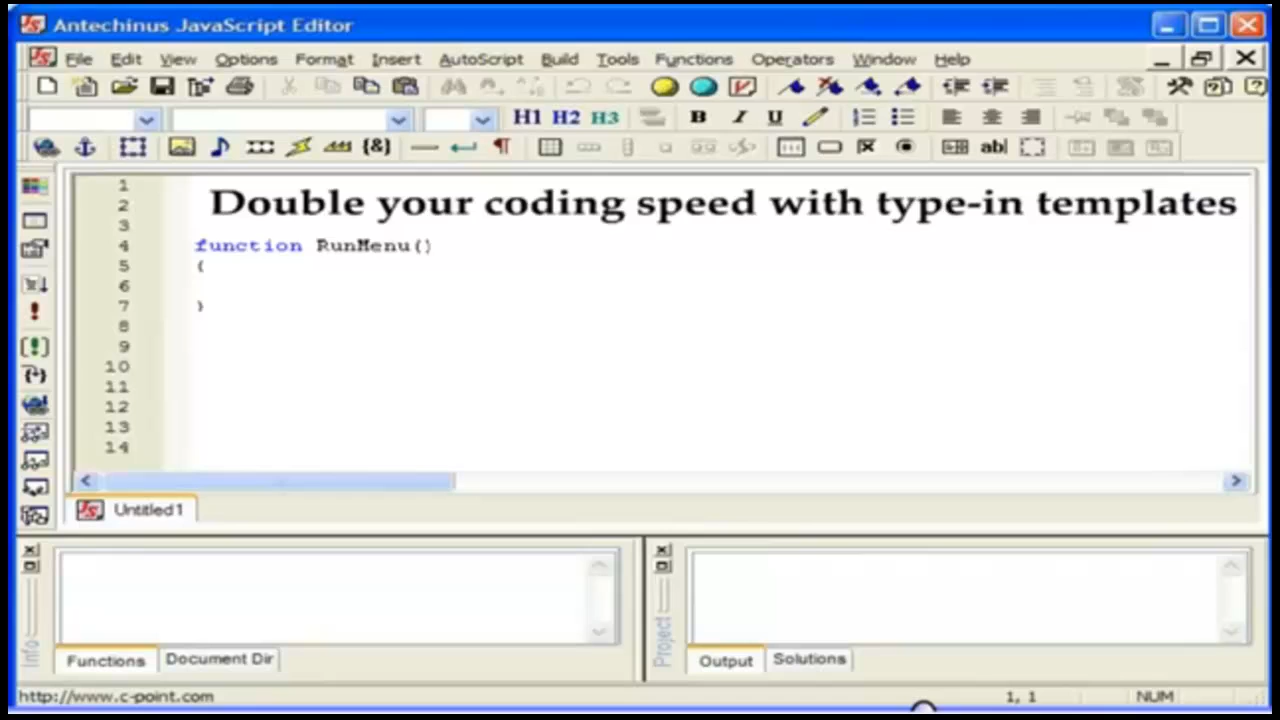 Antechinus JavaScript Editor
File Edit View Options Format Insert AutoScript Build Tools Functions Operators Window Help
H1 H2 H3 B I U
{&} ab|
1
2
Double your coding speed with type-in templates
3
4 function RunMenu()
5 {
6
7 }
8
9
10
11
12
13
14
Untitled1
Info
Project
Functions Document Dir
Output Solutions
http://www.c-point.com 1, 1 NUM